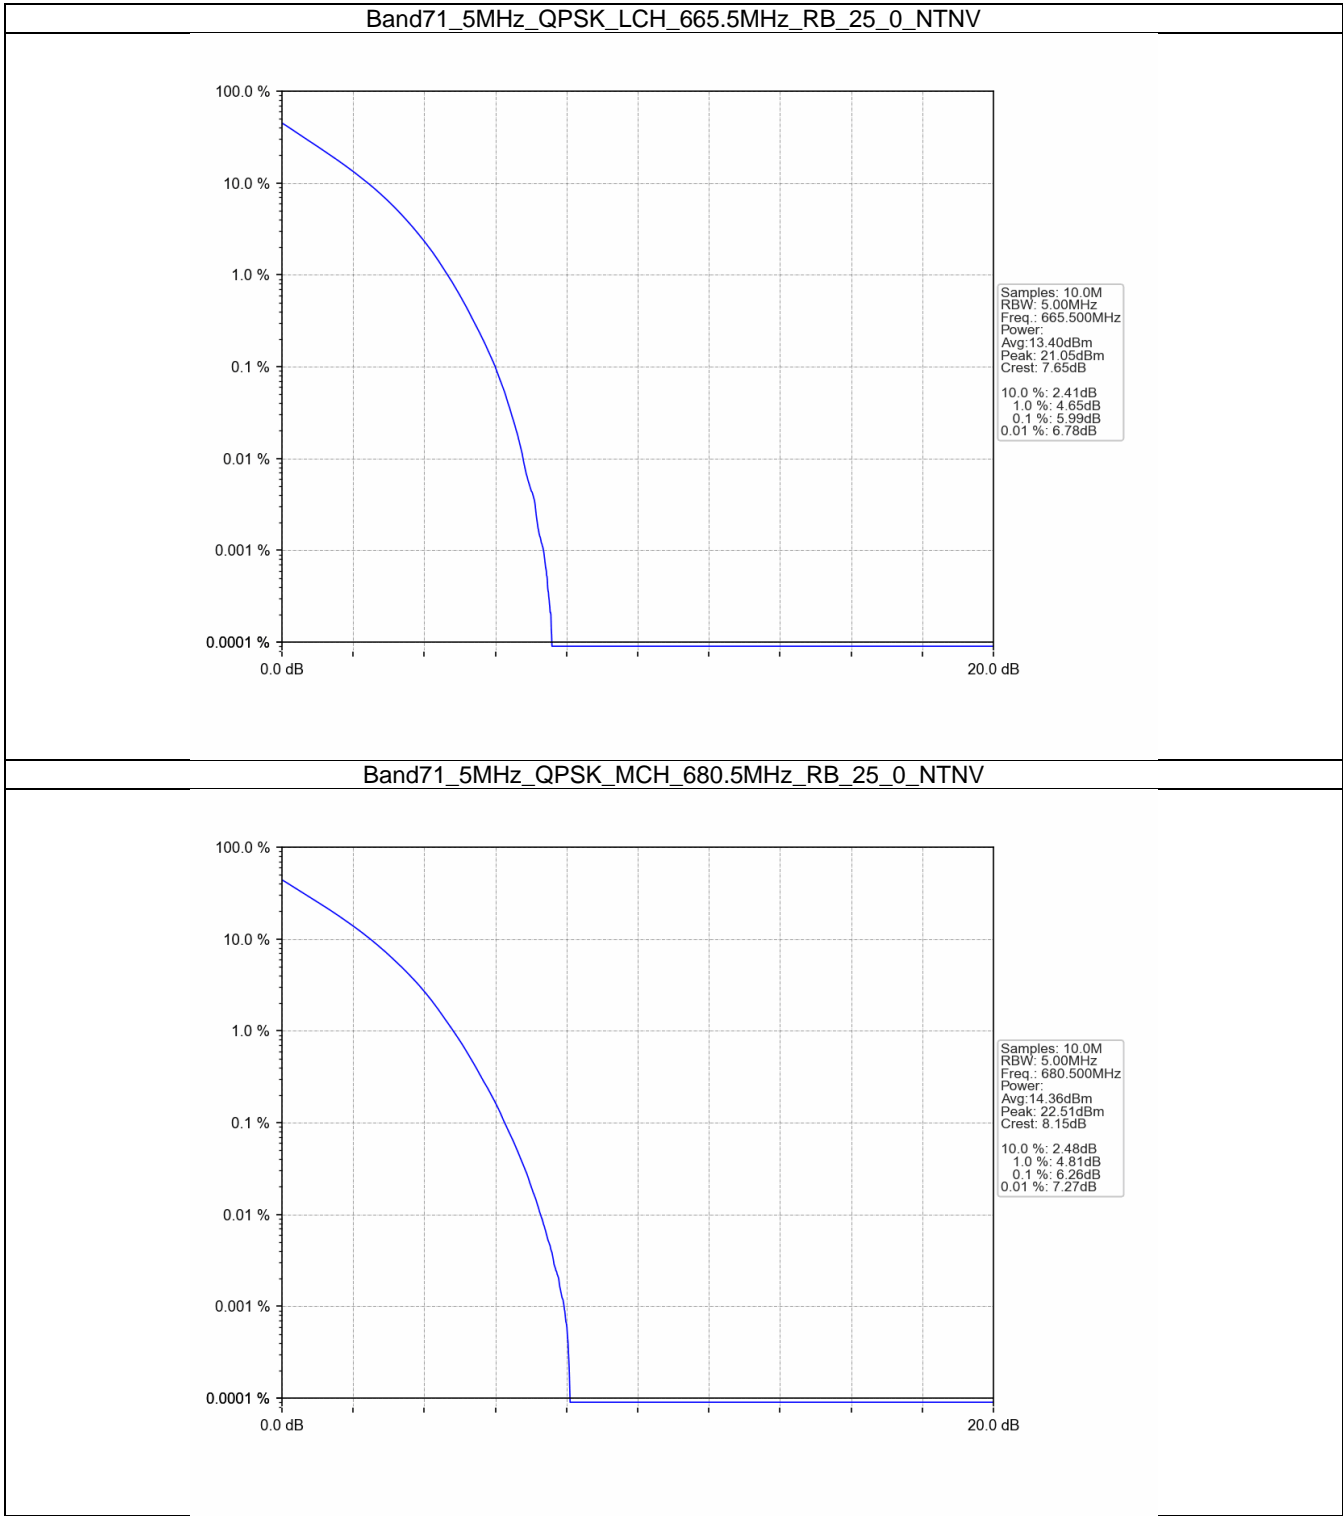 Band71_5MHz_QPSK_LCH_665.5MHz_RB_25_0_NTNV
100.0 %
10.0 %
1.0 %
0.1 %
0.01 %
0.001 %
0.0001 %
0.0 dB
20.0 dB
Samples: 10.0M
RBW: 5.00MHz
Freq.: 665.500MHz
Power:
Avg:13.40dBm
Peak: 21.05dBm
Crest: 7.65dB
10.0 %: 2.41dB
1.0 %: 4.65dB
0.1 %: 5.99dB
0.01 %: 6.78dB
Band71_5MHz_QPSK_MCH_680.5MHz_RB_25_0_NTNV
100.0 %
10.0 %
1.0 %
0.1 %
0.01 %
0.001 %
0.0001 %
0.0 dB
20.0 dB
Samples: 10.0M
RBW: 5.00MHz
Freq.: 680.500MHz
Power:
Avg:14.36dBm
Peak: 22.51dBm
Crest: 8.15dB
10.0 %: 2.48dB
1.0 %: 4.81dB
0.1 %: 6.26dB
0.01 %: 7.27dB